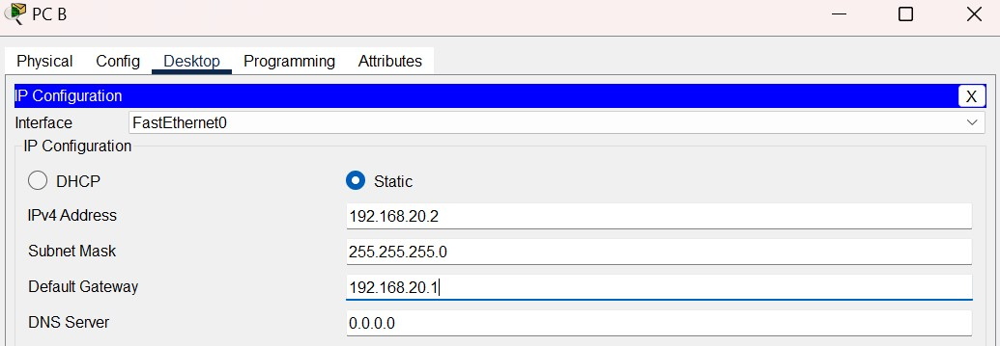 PC B
Physical Config Desktop Programming Attributes
IP Configuration X
Interface FastEthernet0
IP Configuration
DHCP Static
IPv4 Address 192.168.20.2
Subnet Mask 255.255.255.0
Default Gateway 192.168.20.1
DNS Server 0.0.0.0